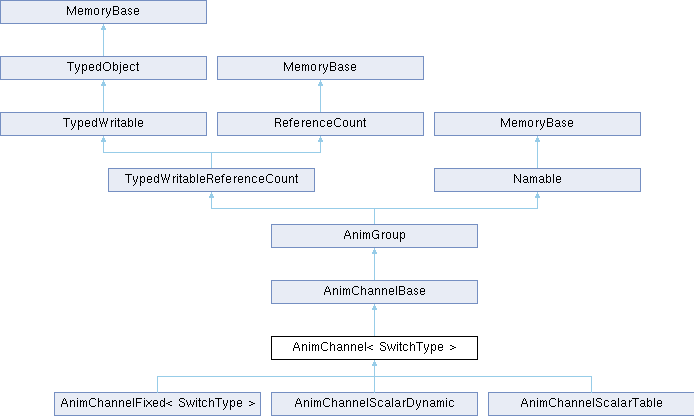 MemoryBase
TypedObject
MemoryBase
TypedWritable
ReferenceCount
MemoryBase
TypedWritableReferenceCount
Namable
AnimGroup
AnimChannelBase
AnimChannel< SwitchType >
AnimChannelFixed< SwitchType >
AnimChannelScalarDynamic
AnimChannelScalarTable